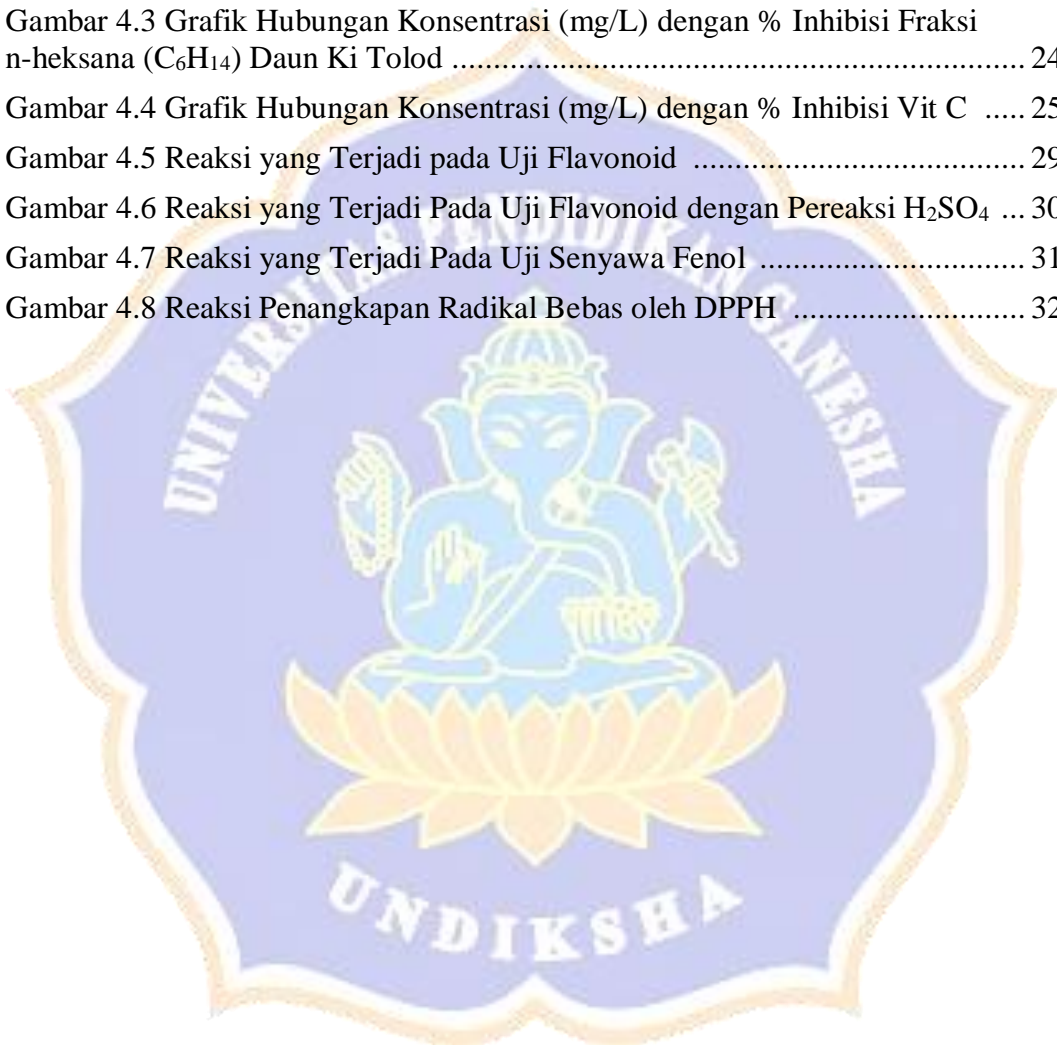 Gambar 4.3 Grafik Hubungan Konsentrasi (mg/L) dengan % Inhibisi Fraksi
n-heksana (C₆H₁₄) Daun Ki Tolod ........................................................................ 24
Gambar 4.4 Grafik Hubungan Konsentrasi (mg/L) dengan % Inhibisi Vit C ..... 25
Gambar 4.5 Reaksi yang Terjadi pada Uji Flavonoid .......................................... 29
Gambar 4.6 Reaksi yang Terjadi Pada Uji Flavonoid dengan Pereaksi H₂SO₄ ... 30
Gambar 4.7 Reaksi yang Terjadi Pada Uji Senyawa Fenol ................................. 31
Gambar 4.8 Reaksi Penangkapan Radikal Bebas oleh DPPH ............................. 32
UNIVERSITAS PENDIDIKAN GANESHA
UNDIKSHA